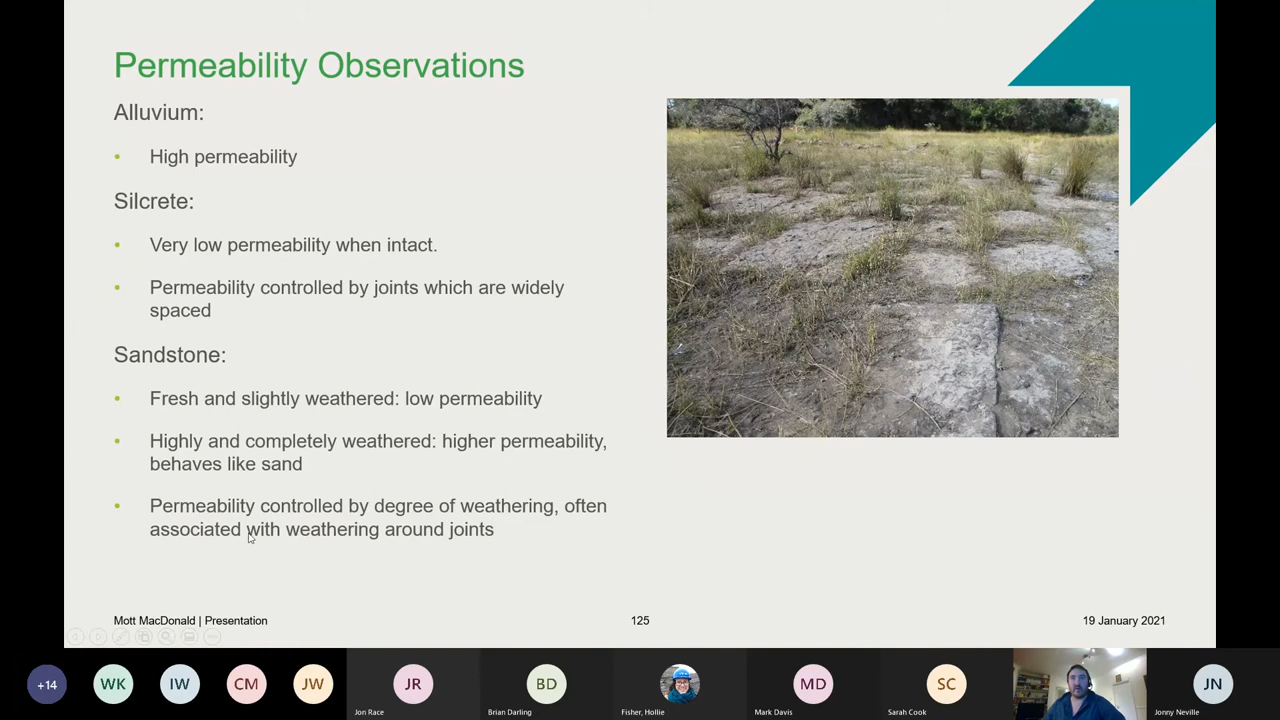 Permeability Observations
Alluvium:
• High permeability
Silcrete:
• Very low permeability when intact.
• Permeability controlled by joints which are widely
spaced
Sandstone:
• Fresh and slightly weathered: low permeability
• Highly and completely weathered: higher permeability,
behaves like sand
• Permeability controlled by degree of weathering, often
associated with weathering around joints
Mott MacDonald | Presentation
125
19 January 2021
+14
WK
IW
CM
JW
JR
Jon Race
BD
Brian Darling
Fisher, Hollie
MD
Mark Davis
SC
Sarah Cook
JN
Jonny Neville